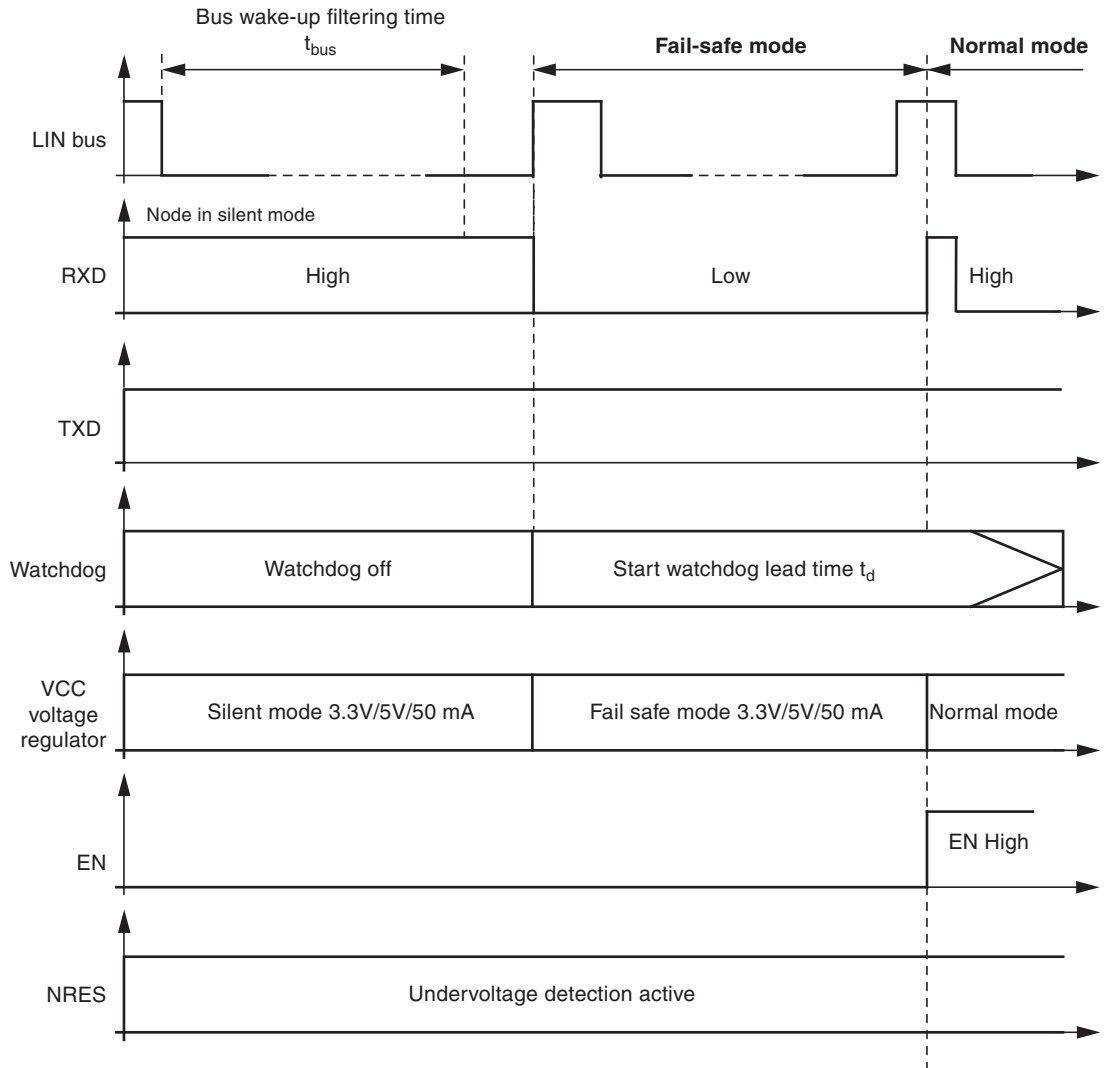 Bus wake-up filtering time
tbus
Fail-safe mode
Normal mode
LIN bus
Node in silent mode
RXD
High
Low
High
TXD
Watchdog
Watchdog off
Start watchdog lead time td
VCC
voltage
regulator
Silent mode 3.3V/5V/50 mA
Fail safe mode 3.3V/5V/50 mA
Normal mode
EN
EN High
NRES
Undervoltage detection active